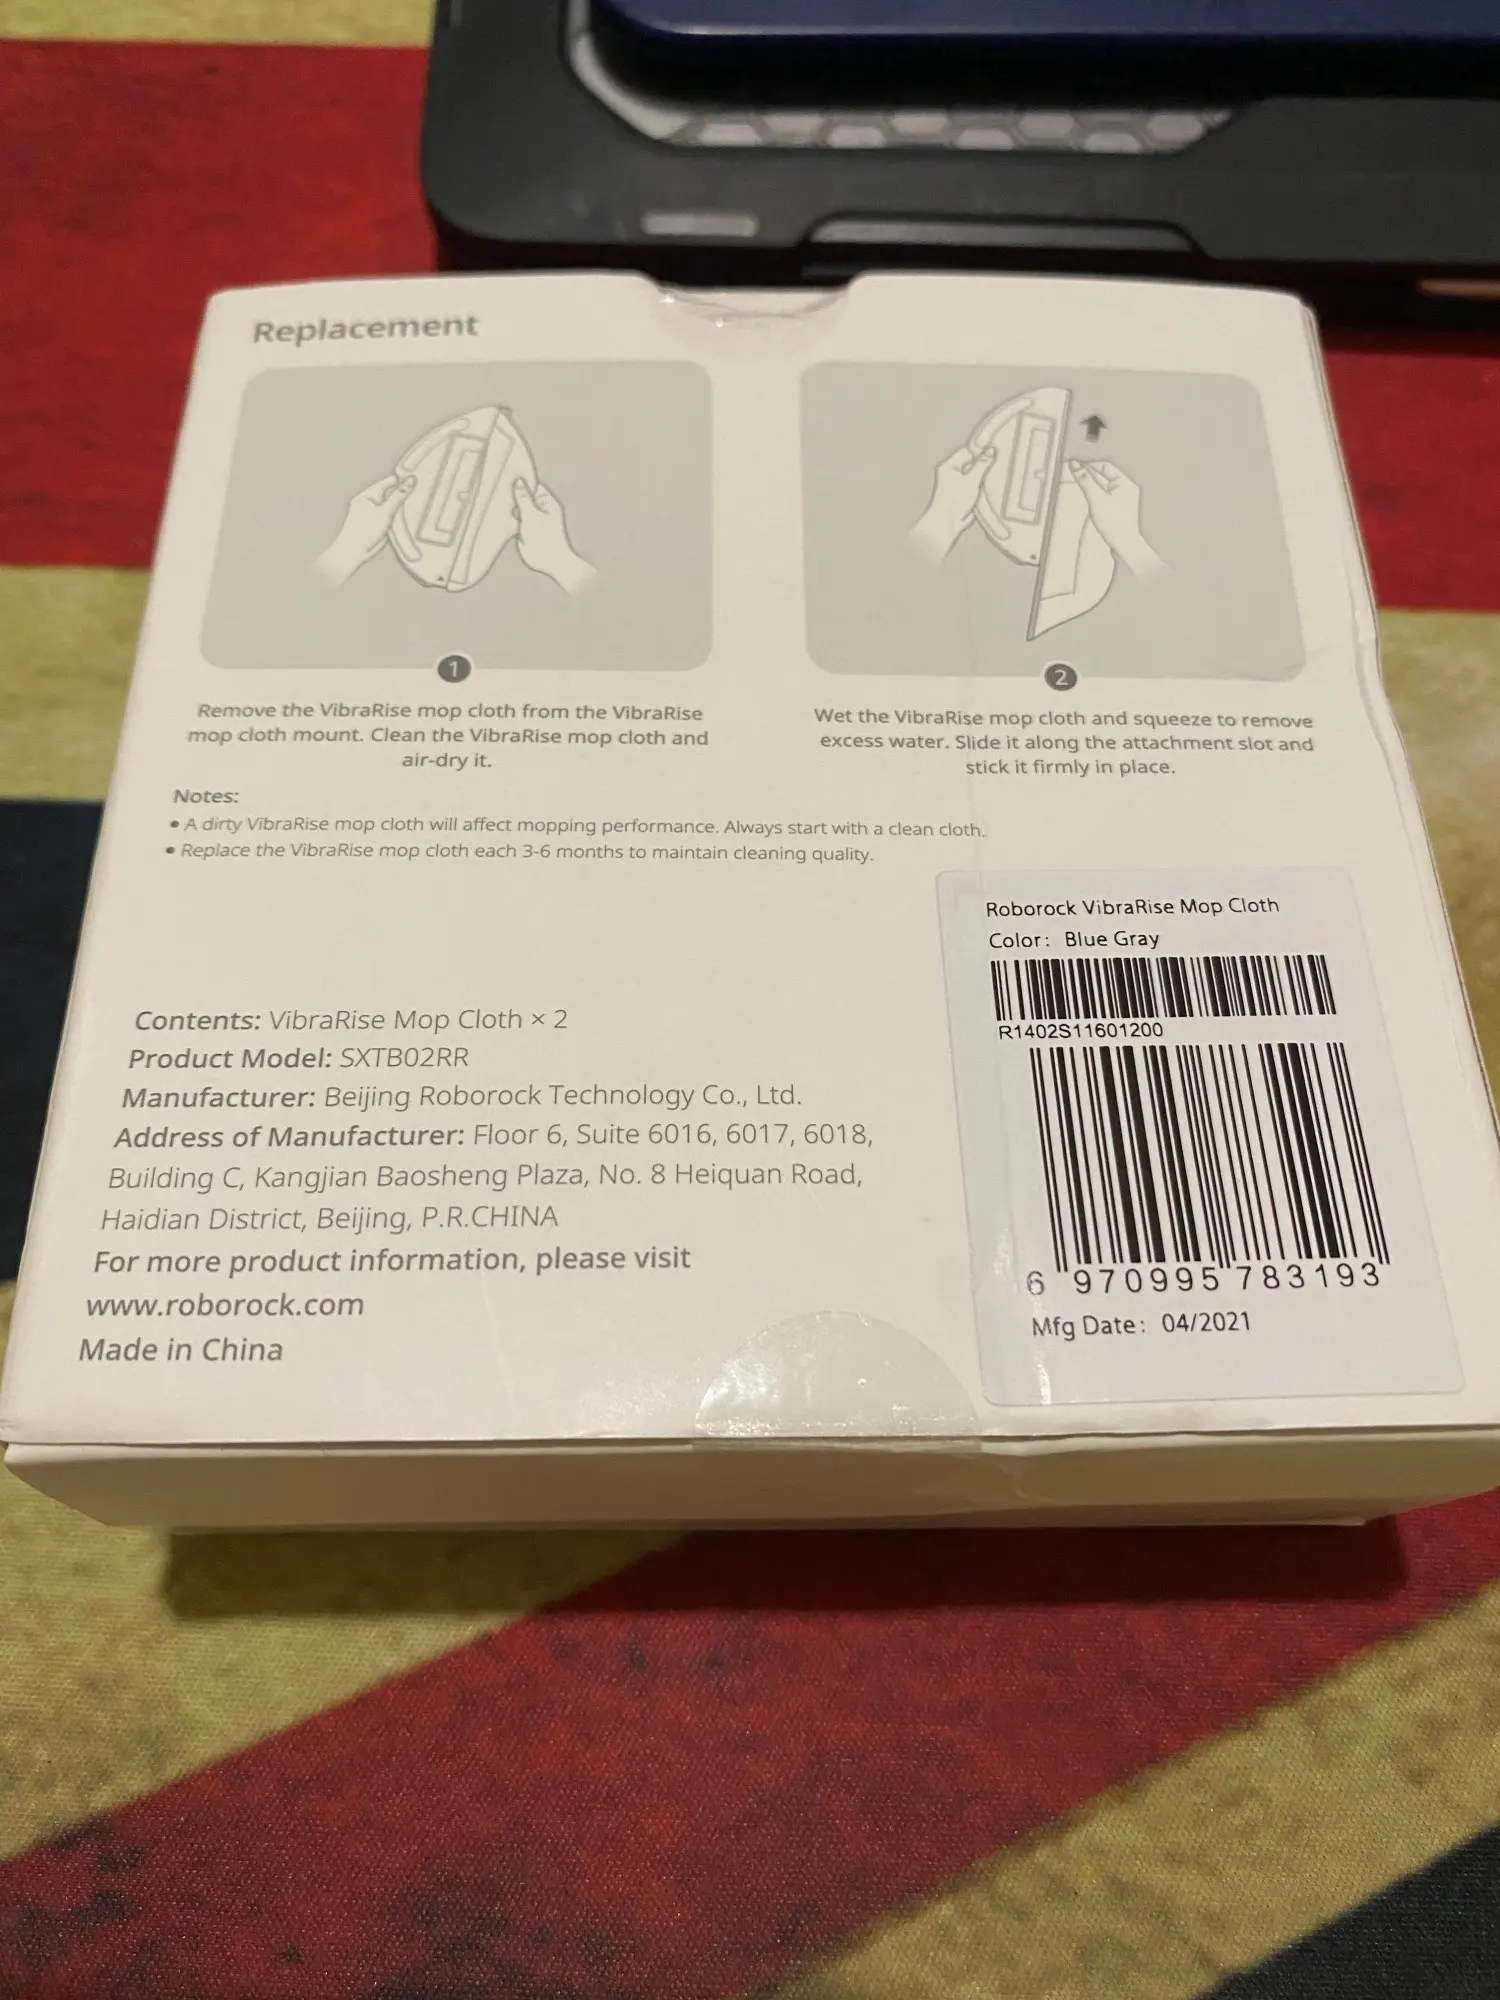 Replacement
1
Remove the VibraRise mop cloth from the VibraRise
mop cloth mount. Clean the VibraRise mop cloth and
air-dry it.
2
Wet the VibraRise mop cloth and squeeze to remove
excess water. Slide it along the attachment slot and
stick it firmly in place.
Notes:
• A dirty VibraRise mop cloth will affect mopping performance. Always start with a clean cloth.
• Replace the VibraRise mop cloth each 3-6 months to maintain cleaning quality.
Contents: VibraRise Mop Cloth × 2
Product Model: SXTB02RR
Manufacturer: Beijing Roborock Technology Co., Ltd.
Address of Manufacturer: Floor 6, Suite 6016, 6017, 6018,
Building C, Kangjian Baosheng Plaza, No. 8 Heiquan Road,
Haidian District, Beijing, P.R.CHINA
For more product information, please visit
www.roborock.com
Made in China
Roborock VibraRise Mop Cloth
Color: Blue Gray
R1402S11601200
6 970995 783193
Mfg Date: 04/2021